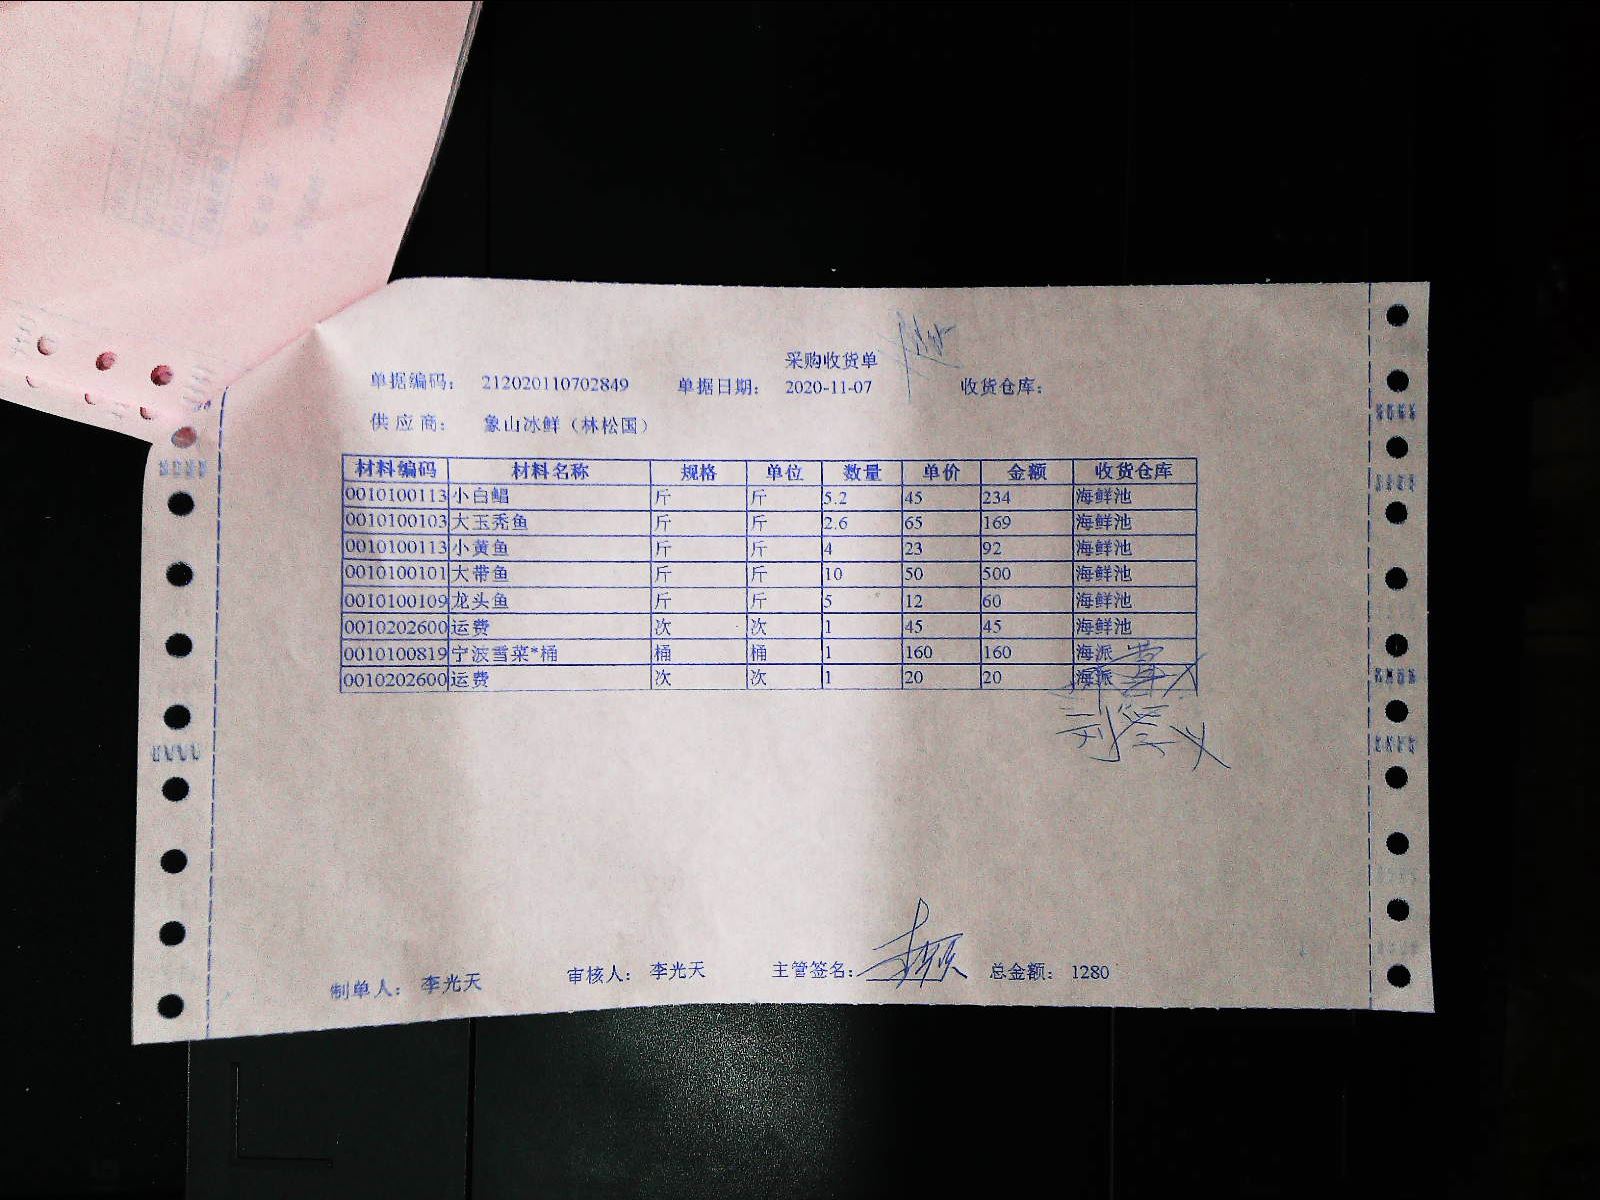 采购收货单
单据编码： 212020110702849 单据日期： 2020-11-07 收货仓库：
供 应 商： 象山冰鲜（林松国）
材料编码 材料名称 规格 单位 数量 单价 金额 收货仓库
0010100113 小白鲳 斤 斤 5.2 45 234 海鲜池
0010100103 大玉秃鱼 斤 斤 2.6 65 169 海鲜池
0010100113 小黄鱼 斤 斤 4 23 92 海鲜池
0010100101 大带鱼 斤 斤 10 50 500 海鲜池
0010100109 龙头鱼 斤 斤 5 12 60 海鲜池
0010202600 运费 次 次 1 45 45 海鲜池
0010100819 宁波雪菜*桶 桶 桶 1 160 160 海派
0010202600 运费 次 次 1 20 20 海派
制单人： 李光天 审核人： 李光天 主管签名： 总金额： 1280